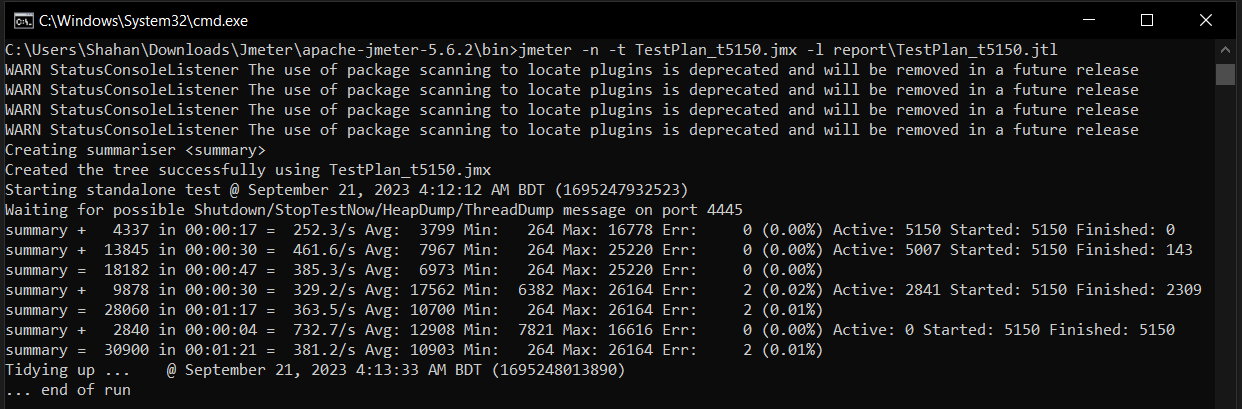 C:\Windows\System32\cmd.exe
C:\Users\Shahan\Downloads\Jmeter\apache-jmeter-5.6.2\bin>jmeter -n -t TestPlan_t5150.jmx -l report\TestPlan_t5150.jtl
WARN StatusConsoleListener The use of package scanning to locate plugins is deprecated and will be removed in a future release
WARN StatusConsoleListener The use of package scanning to locate plugins is deprecated and will be removed in a future release
WARN StatusConsoleListener The use of package scanning to locate plugins is deprecated and will be removed in a future release
WARN StatusConsoleListener The use of package scanning to locate plugins is deprecated and will be removed in a future release
Creating summariser <summary>
Created the tree successfully using TestPlan_t5150.jmx
Starting standalone test @ September 21, 2023 4:12:12 AM BDT (1695247932523)
Waiting for possible Shutdown/StopTestNow/HeapDump/ThreadDump message on port 4445
summary +   4337 in 00:00:17 =  252.3/s Avg:  3799 Min:   264 Max: 16778 Err:     0 (0.00%) Active: 5150 Started: 5150 Finished: 0
summary +  13845 in 00:00:30 =  461.6/s Avg:  7967 Min:   264 Max: 25220 Err:     0 (0.00%) Active: 5007 Started: 5150 Finished: 143
summary =  18182 in 00:00:47 =  385.3/s Avg:  6973 Min:   264 Max: 25220 Err:     0 (0.00%)
summary +   9878 in 00:00:30 =  329.2/s Avg: 17562 Min:  6382 Max: 26164 Err:     2 (0.02%) Active: 2841 Started: 5150 Finished: 2309
summary =  28060 in 00:01:17 =  363.5/s Avg: 10700 Min:   264 Max: 26164 Err:     2 (0.01%)
summary +   2840 in 00:00:04 =  732.7/s Avg: 12908 Min:  7821 Max: 16616 Err:     0 (0.00%) Active: 0 Started: 5150 Finished: 5150
summary =  30900 in 00:01:21 =  381.2/s Avg: 10903 Min:   264 Max: 26164 Err:     2 (0.01%)
Tidying up ...    @ September 21, 2023 4:13:33 AM BDT (1695248013890)
... end of run